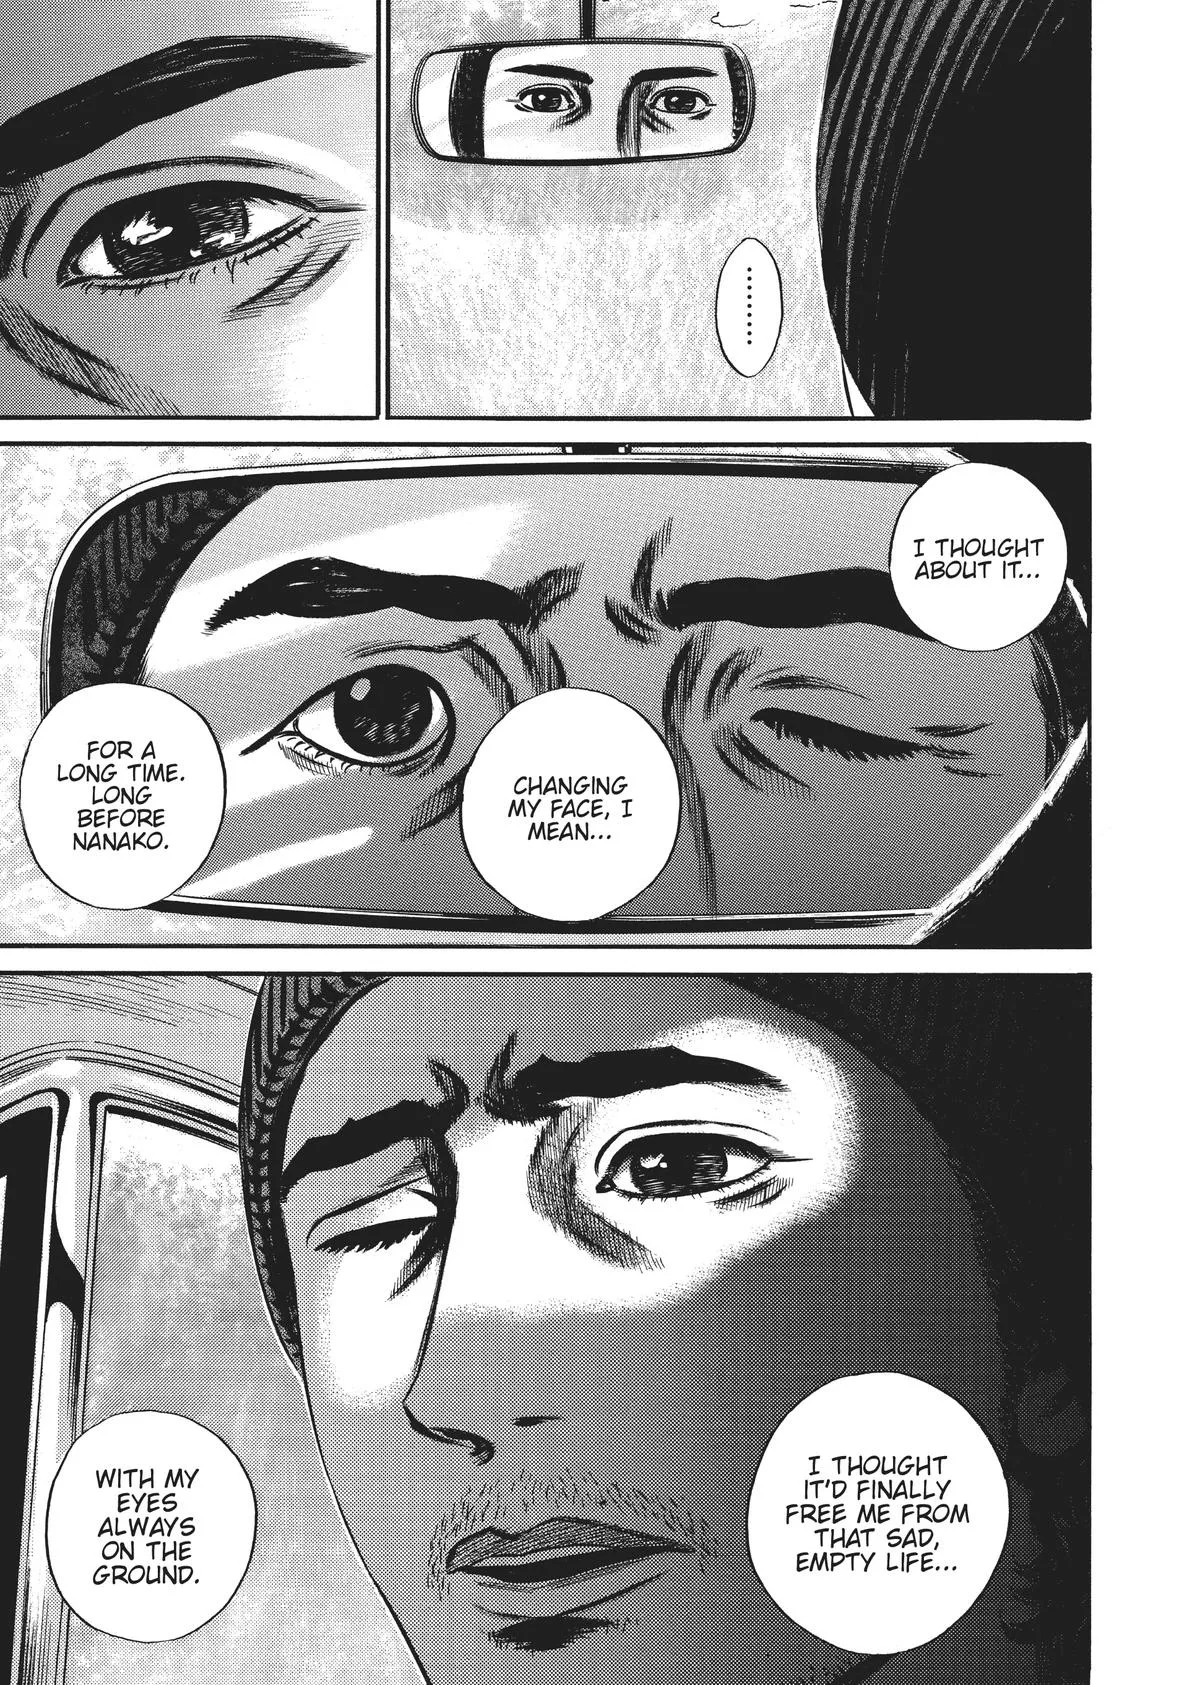 ………
I THOUGHT
ABOUT IT...
CHANGING
MY FACE, I
MEAN...
FOR A
LONG TIME.
LONG
BEFORE
NANAKO.
I THOUGHT
IT'D FINALLY
FREE ME FROM
THAT SAD,
EMPTY LIFE...
WITH MY
EYES
ALWAYS
ON THE
GROUND.